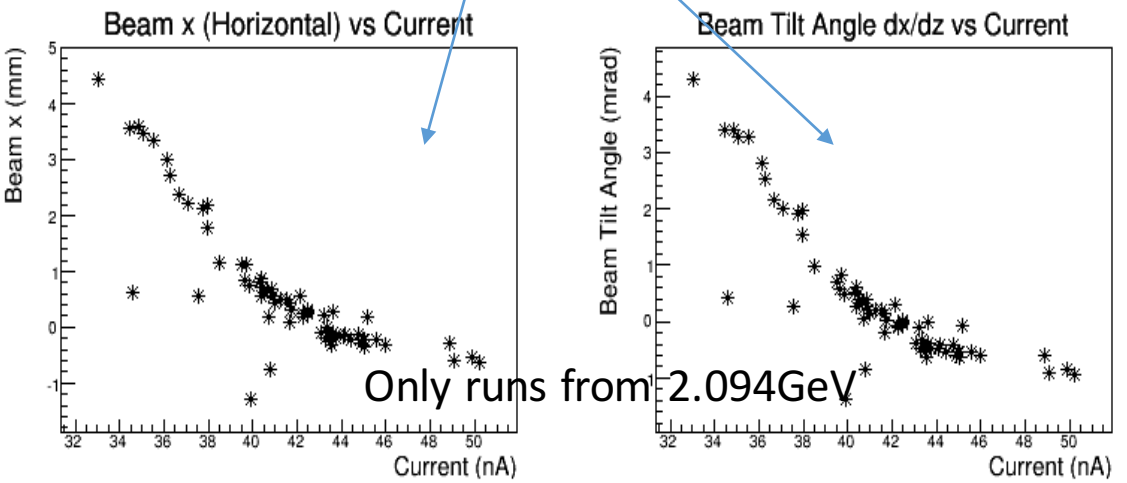 Beam x (Horizontal) vs Current
Beam x (mm)
5
4
3
2
1
0
-1
32 34 36 38 40 42 44 46 48 50
Current (nA)
Beam Tilt Angle dx/dz vs Current
Beam Tilt Angle (mrad)
4
3
2
1
0
-1
32 34 36 38 40 42 44 46 48 50
Current (nA)
Only runs from 2.094GeV